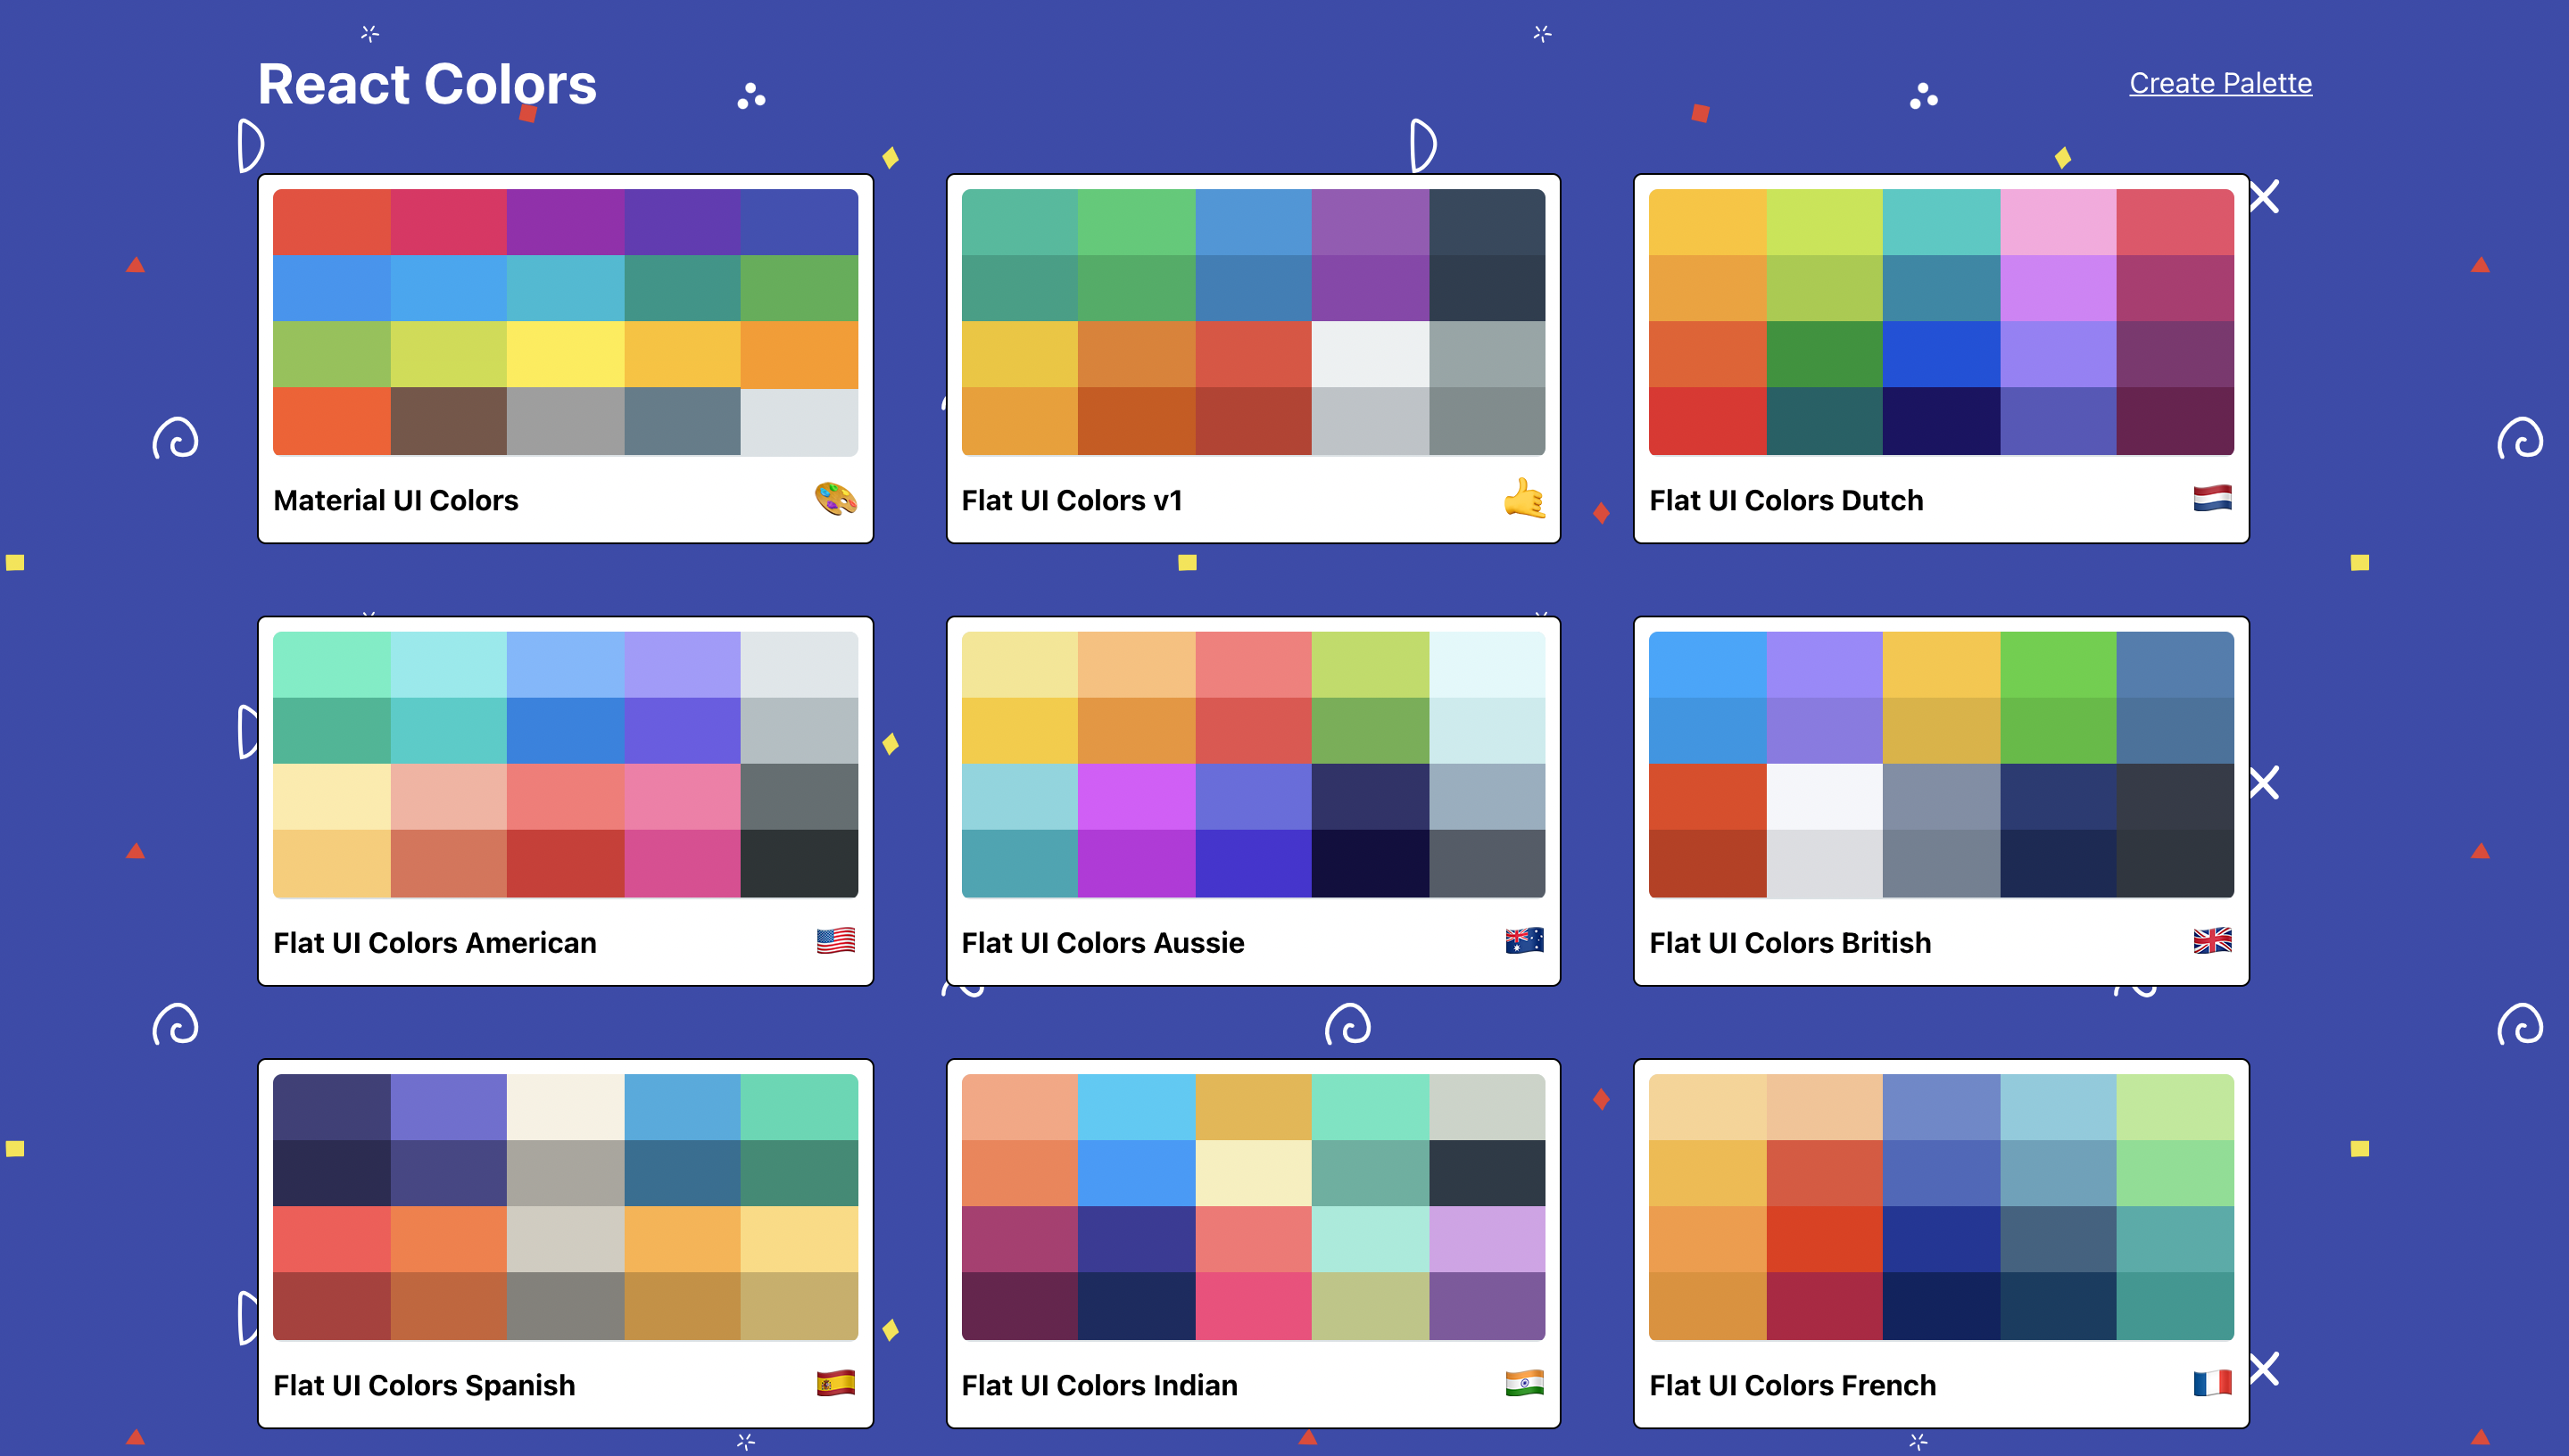 React Colors
Create Palette
Material UI Colors
Flat UI Colors v1
Flat UI Colors Dutch
Flat UI Colors American
Flat UI Colors Aussie
Flat UI Colors British
Flat UI Colors Spanish
Flat UI Colors Indian
Flat UI Colors French